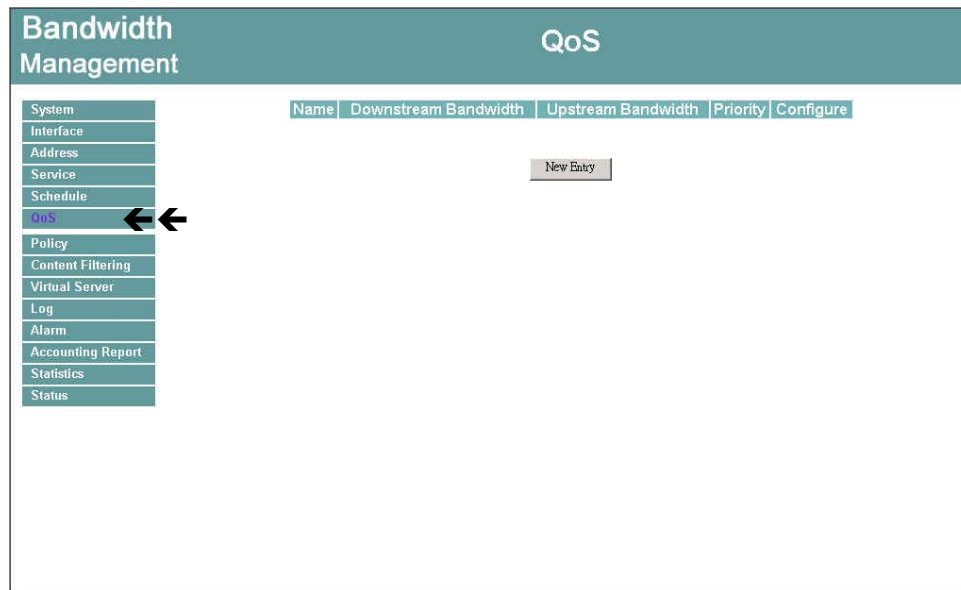 Bandwidth
Management
QoS
System
Interface
Address
Service
Schedule
QoS
Policy
Content Filtering
Virtual Server
Log
Alarm
Accounting Report
Statistics
Status
Name Downstream Bandwidth Upstream Bandwidth Priority Configure
New Entry